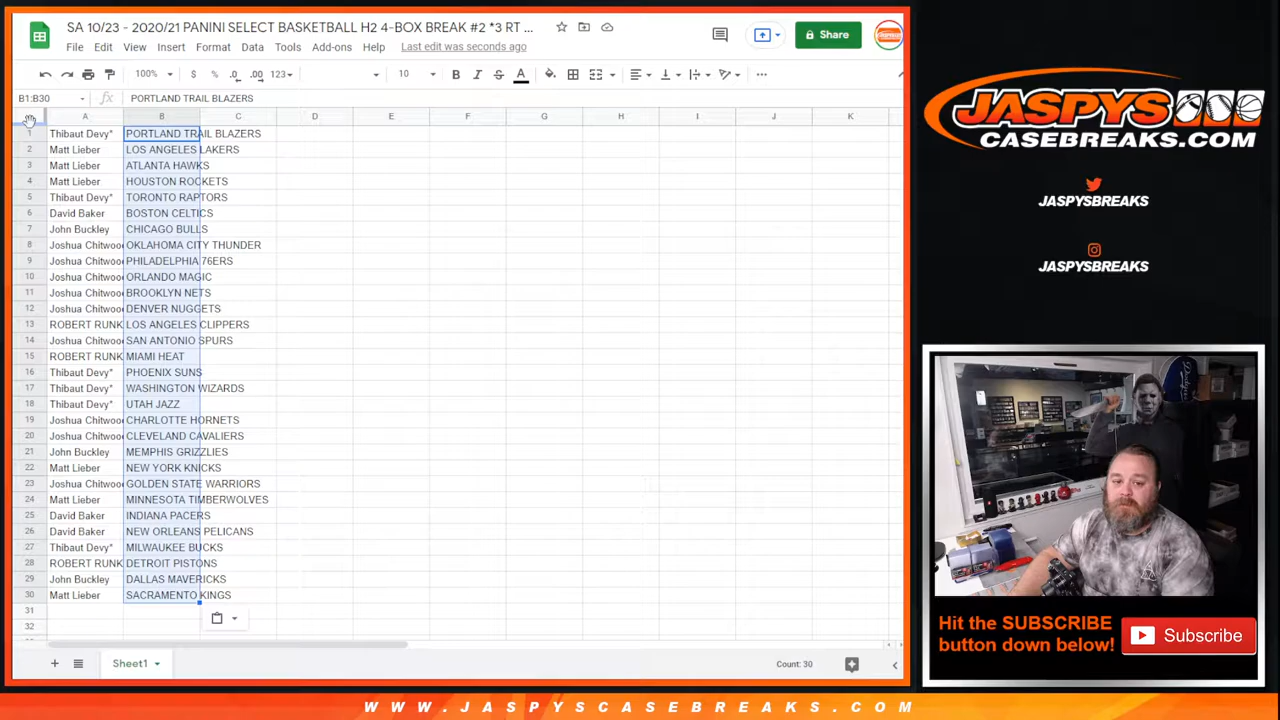 SA 10/23 - 2020/21 PANINI SELECT BASKETBALL H2 4-BOX BREAK #2 *3 RT ...
File Edit View Insert Format Data Tools Add-ons Help Last edit was seconds ago
Share
100% $ % .0 .00 123 10 B I S A
B1:B30 fx PORTLAND TRAIL BLAZERS
A B C D E F G H I J K
1 Thibaut Devy* PORTLAND TRAIL BLAZERS
2 Matt Lieber LOS ANGELES LAKERS
3 Matt Lieber ATLANTA HAWKS
4 Matt Lieber HOUSTON ROCKETS
5 Thibaut Devy* TORONTO RAPTORS
6 David Baker BOSTON CELTICS
7 John Buckley CHICAGO BULLS
8 Joshua Chitwood OKLAHOMA CITY THUNDER
9 Joshua Chitwood PHILADELPHIA 76ERS
10 Joshua Chitwood ORLANDO MAGIC
11 Joshua Chitwood BROOKLYN NETS
12 Joshua Chitwood DENVER NUGGETS
13 ROBERT RUNK LOS ANGELES CLIPPERS
14 Joshua Chitwood SAN ANTONIO SPURS
15 ROBERT RUNK MIAMI HEAT
16 Thibaut Devy* PHOENIX SUNS
17 Thibaut Devy* WASHINGTON WIZARDS
18 Thibaut Devy* UTAH JAZZ
19 Joshua Chitwood CHARLOTTE HORNETS
20 Joshua Chitwood CLEVELAND CAVALIERS
21 John Buckley MEMPHIS GRIZZLIES
22 Matt Lieber NEW YORK KNICKS
23 Joshua Chitwood GOLDEN STATE WARRIORS
24 Matt Lieber MINNESOTA TIMBERWOLVES
25 David Baker INDIANA PACERS
26 David Baker NEW ORLEANS PELICANS
27 Thibaut Devy* MILWAUKEE BUCKS
28 ROBERT RUNK DETROIT PISTONS
29 John Buckley DALLAS MAVERICKS
30 Matt Lieber SACRAMENTO KINGS
31
32
Sheet1
Count: 30
JASPYS
CASEBREAKS.COM
JASPYSBREAKS
JASPYSBREAKS
Dodgers
Hit the SUBSCRIBE
button down below!
Subscribe
WWW.JASPYSCASEBREAKS.COM